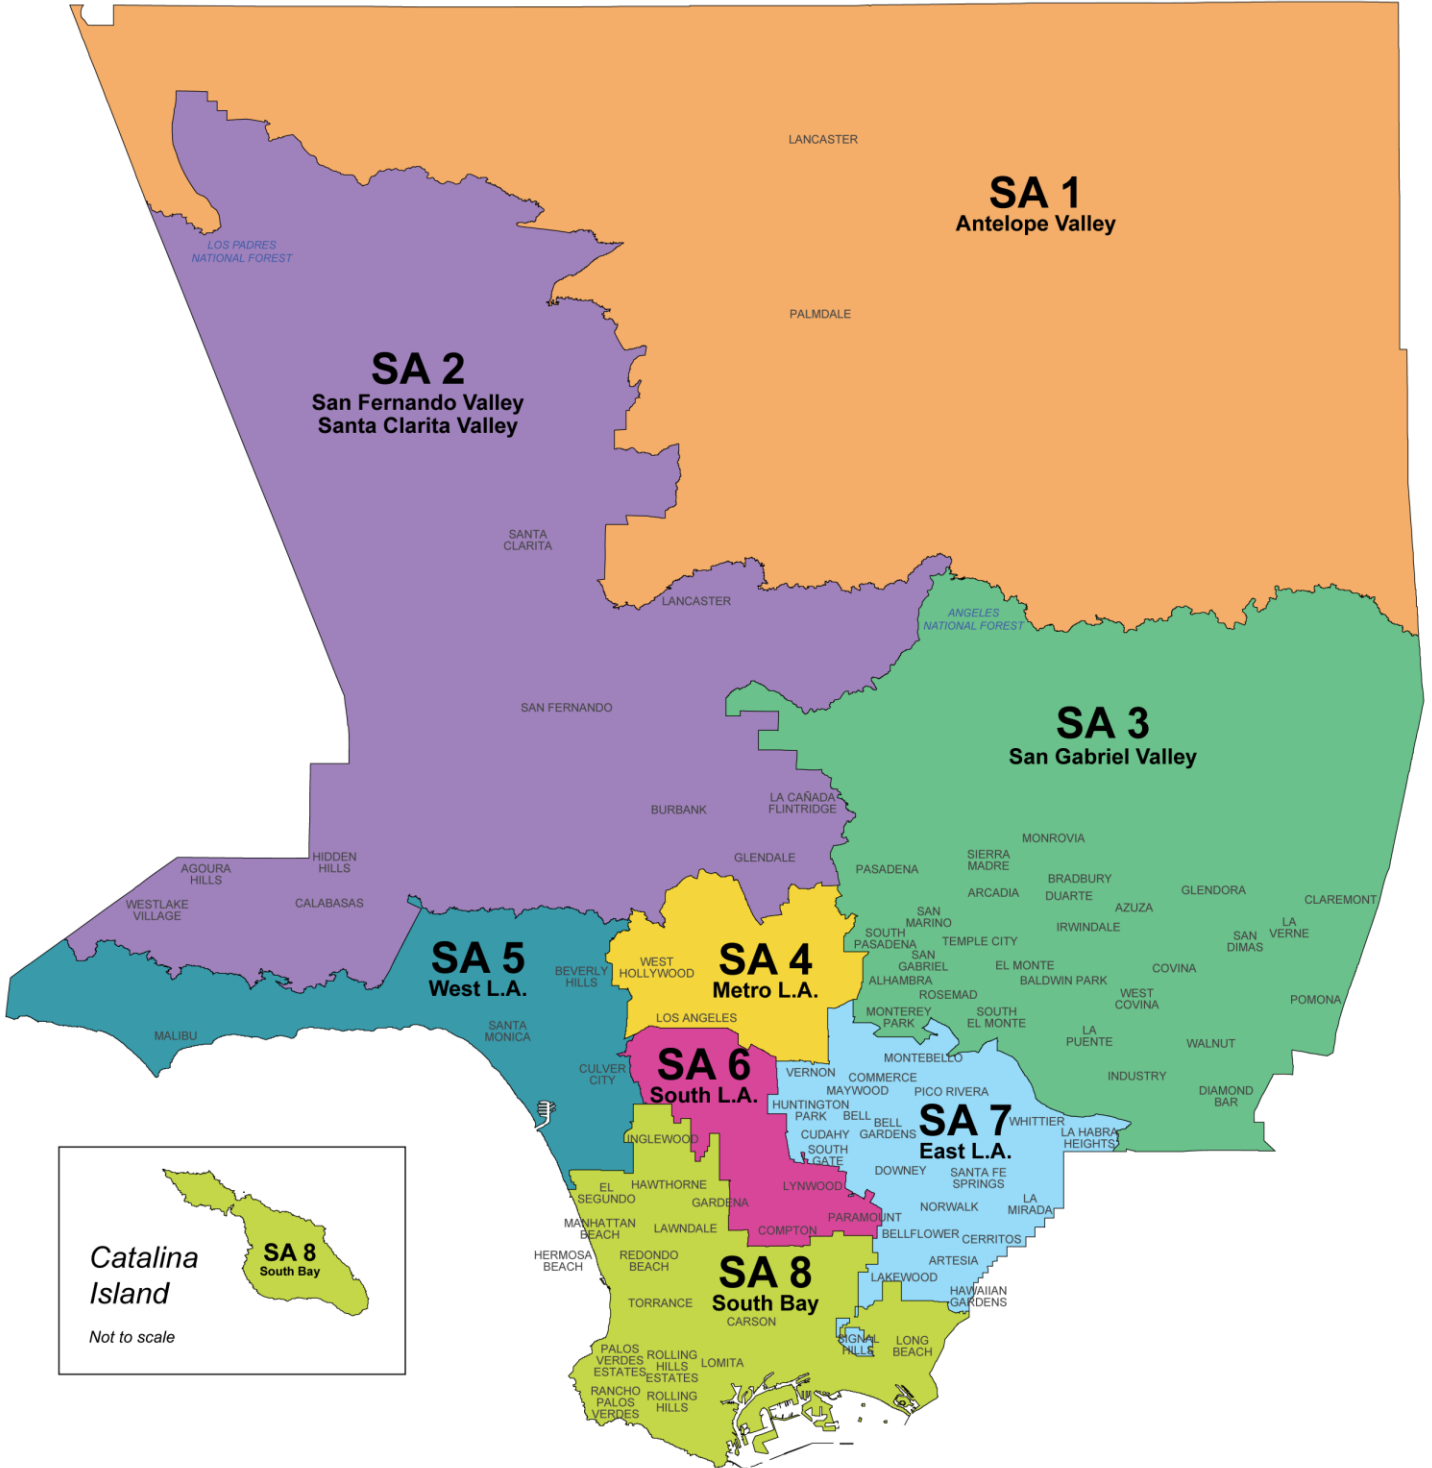 LANCASTER
SA 1
Antelope Valley
LOS PADRES
NATIONAL FOREST
PALMDALE
SA 2
San Fernando Valley
Santa Clarita Valley
SANTA
CLARITA
LANCASTER
ANGELES
NATIONAL FOREST
SAN FERNANDO
SA 3
San Gabriel Valley
BURBANK
LA CAÑADA
FLINTRIDGE
GLENDALE
AGOURA
HILLS
HIDDEN
HILLS
WESTLAKE
VILLAGE
CALABASAS
MONROVIA
SIERRA
MADRE
PASADENA
BRADBURY
ARCADIA
DUARTE
GLENDORA
CLAREMONT
AZUZA
SAN
MARINO
IRWINDALE
LA
VERNE
SOUTH
PASADENA
TEMPLE CITY
SAN
DIMAS
SAN
GABRIEL
EL MONTE
COVINA
ALHAMBRA
BALDWIN PARK
ROSEMAD
WEST
COVINA
POMONA
MONTEREY
PARK
SOUTH
EL MONTE
LA
PUENTE
WALNUT
INDUSTRY
DIAMOND
BAR
SA 5
West L.A.
BEVERLY
HILLS
MALIBU
SANTA
MONICA
CULVER
CITY
WEST
HOLLYWOOD
SA 4
Metro L.A.
LOS ANGELES
SA 6
South L.A.
LYNWOOD
PARAMOUNT
COMPTON
MONTEBELLO
VERNON
COMMERCE
MAYWOOD
PICO RIVERA
HUNTINGTON
PARK
BELL
BELL
GARDENS
SA 7
East L.A.
WHITTIER
LA HABRA
HEIGHTS
CUDAHY
SOUTH
GATE
DOWNEY
SANTA FE
SPRINGS
NORWALK
LA
MIRADA
BELLFLOWER
CERRITOS
ARTESIA
LAKEWOOD
HAWAIIAN
GARDENS
SIGNAL
HILLS
INGLEWOOD
EL
SEGUNDO
HAWTHORNE
GARDENA
MANHATTAN
BEACH
LAWNDALE
HERMOSA
BEACH
REDONDO
BEACH
SA 8
South Bay
TORRANCE
CARSON
LONG
BEACH
PALOS
VERDES
ESTATES
ROLLING
HILLS
ESTATES
LOMITA
RANCHO
PALOS
VERDES
ROLLING
HILLS
Catalina
Island
Not to scale
SA 8
South Bay